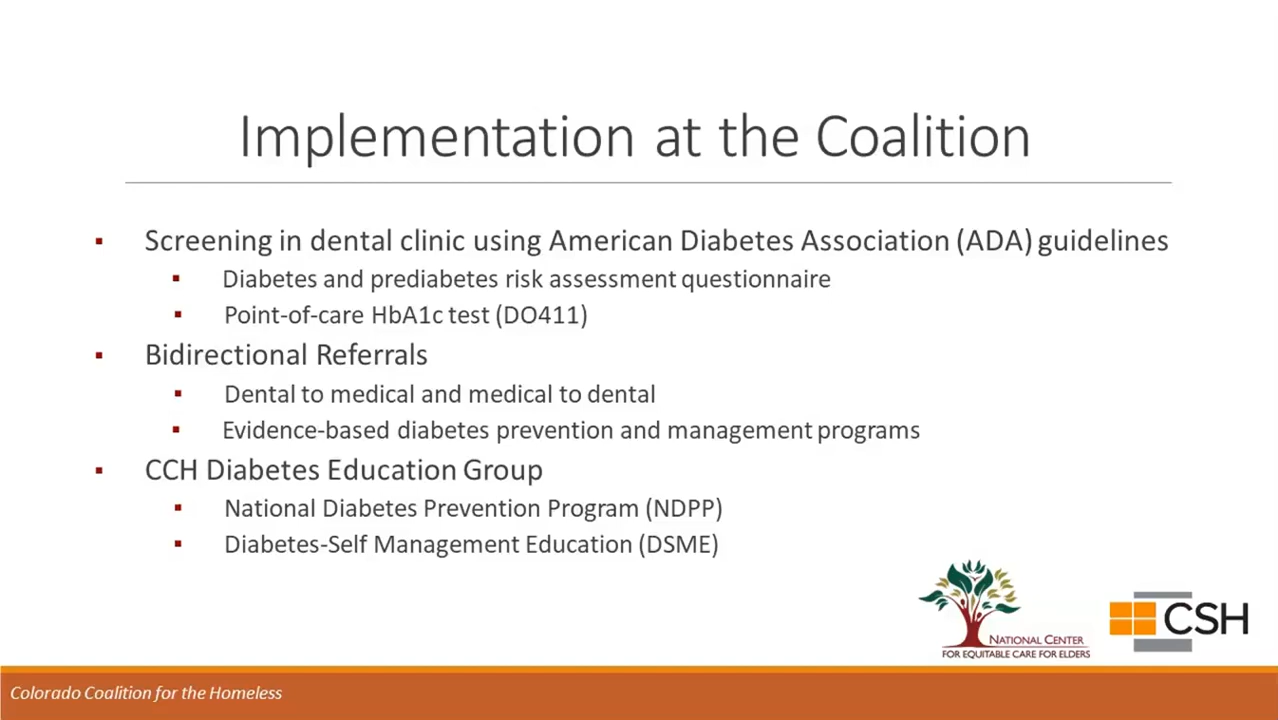 Implementation at the Coalition
▪ Screening in dental clinic using American Diabetes Association (ADA) guidelines
▪ Diabetes and prediabetes risk assessment questionnaire
▪ Point-of-care HbA1c test (DO411)
▪ Bidirectional Referrals
▪ Dental to medical and medical to dental
▪ Evidence-based diabetes prevention and management programs
▪ CCH Diabetes Education Group
▪ National Diabetes Prevention Program (NDPP)
▪ Diabetes-Self Management Education (DSME)
NATIONAL CENTER
FOR EQUITABLE CARE FOR ELDERS
CSH
Colorado Coalition for the Homeless